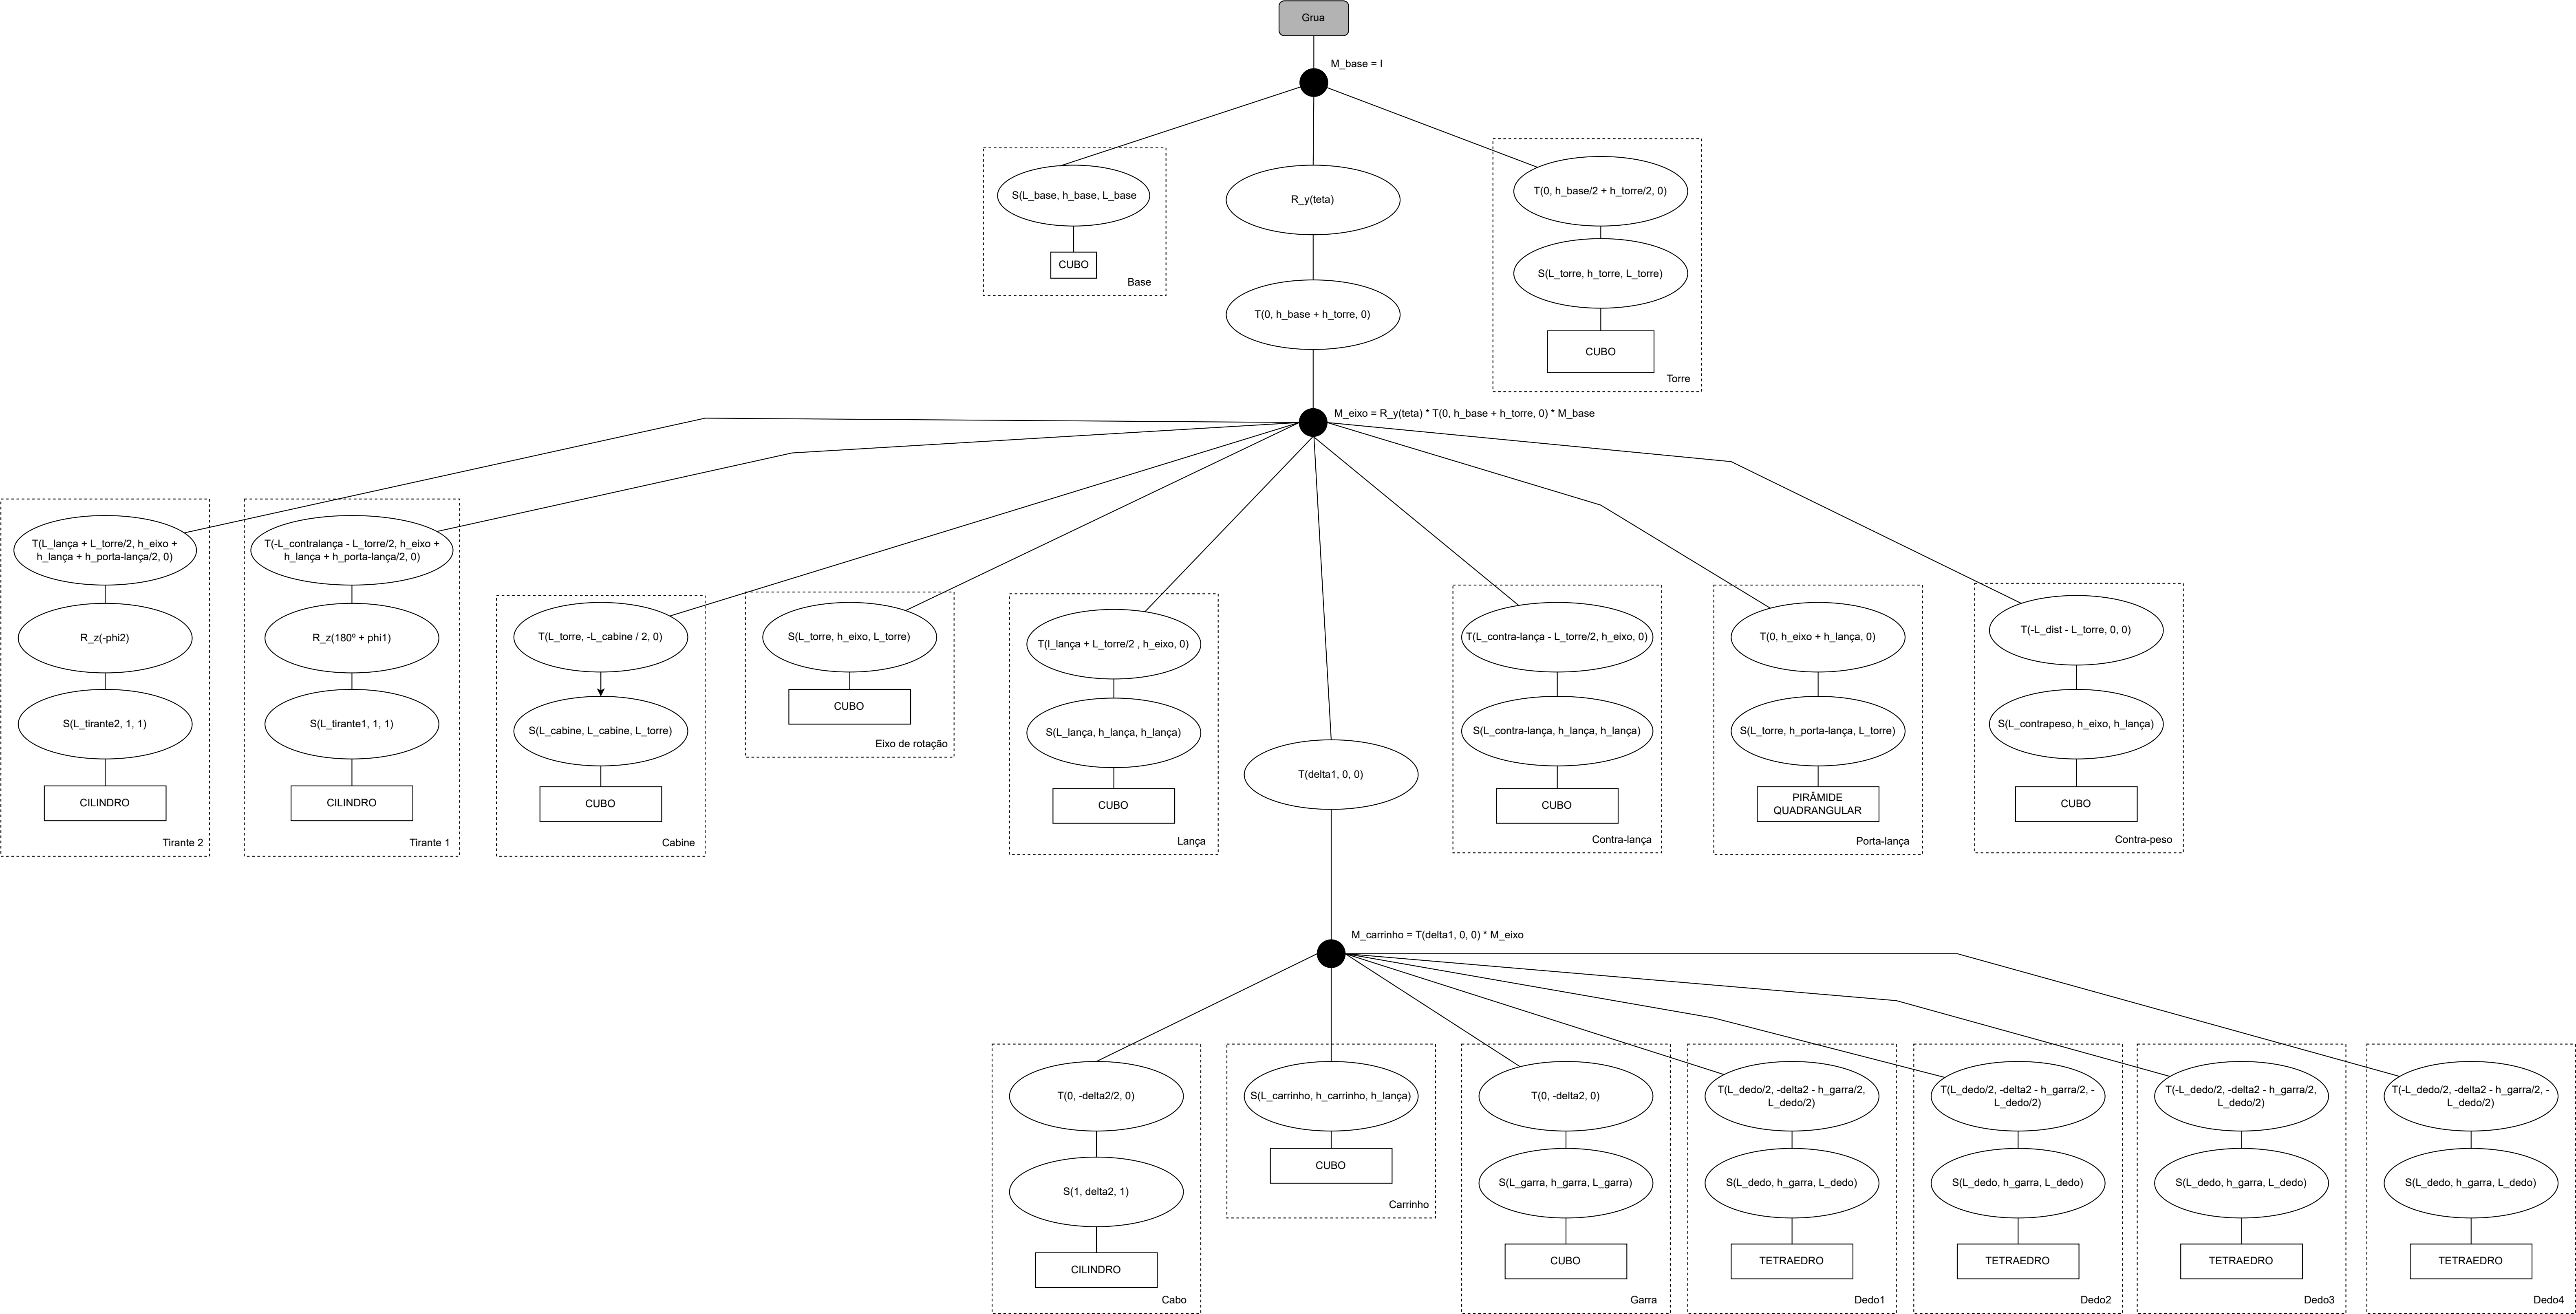 Grua
M_base = I
S(L_base, h_base, L_base
CUBO
Base
R_y(teta)
T(0, h_base + h_torre, 0)
T(0, h_base/2 + h_torre/2, 0)
S(L_torre, h_torre, L_torre)
CUBO
Torre
M_eixo = R_y(teta) * T(0, h_base + h_torre, 0) * M_base
T(L_lança + L_torre/2, h_eixo +
h_lança + h_porta-lança/2, 0)
R_z(-phi2)
S(L_tirante2, 1, 1)
CILINDRO
Tirante 2
T(-L_contralança - L_torre/2, h_eixo +
h_lança + h_porta-lança/2, 0)
R_z(180º + phi1)
S(L_tirante1, 1, 1)
CILINDRO
Tirante 1
T(L_torre, -L_cabine / 2, 0)
S(L_cabine, L_cabine, L_torre)
CUBO
Cabine
S(L_torre, h_eixo, L_torre)
CUBO
Eixo de rotação
T(l_lança + L_torre/2 , h_eixo, 0)
S(L_lança, h_lança, h_lança)
CUBO
Lança
T(delta1, 0, 0)
T(L_contra-lança - L_torre/2, h_eixo, 0)
S(L_contra-lança, h_lança, h_lança)
CUBO
Contra-lança
T(0, h_eixo + h_lança, 0)
S(L_torre, h_porta-lança, L_torre)
PIRÂMIDE
QUADRANGULAR
Porta-lança
T(-L_dist - L_torre, 0, 0)
S(L_contrapeso, h_eixo, h_lança)
CUBO
Contra-peso
M_carrinho = T(delta1, 0, 0) * M_eixo
T(0, -delta2/2, 0)
S(1, delta2, 1)
CILINDRO
Cabo
S(L_carrinho, h_carrinho, h_lança)
CUBO
Carrinho
T(0, -delta2, 0)
S(L_garra, h_garra, L_garra)
CUBO
Garra
T(L_dedo/2, -delta2 - h_garra/2,
L_dedo/2)
S(L_dedo, h_garra, L_dedo)
TETRAEDRO
Dedo1
T(L_dedo/2, -delta2 - h_garra/2, -
L_dedo/2)
S(L_dedo, h_garra, L_dedo)
TETRAEDRO
Dedo2
T(-L_dedo/2, -delta2 - h_garra/2,
L_dedo/2)
S(L_dedo, h_garra, L_dedo)
TETRAEDRO
Dedo3
T(-L_dedo/2, -delta2 - h_garra/2, -
L_dedo/2)
S(L_dedo, h_garra, L_dedo)
TETRAEDRO
Dedo4